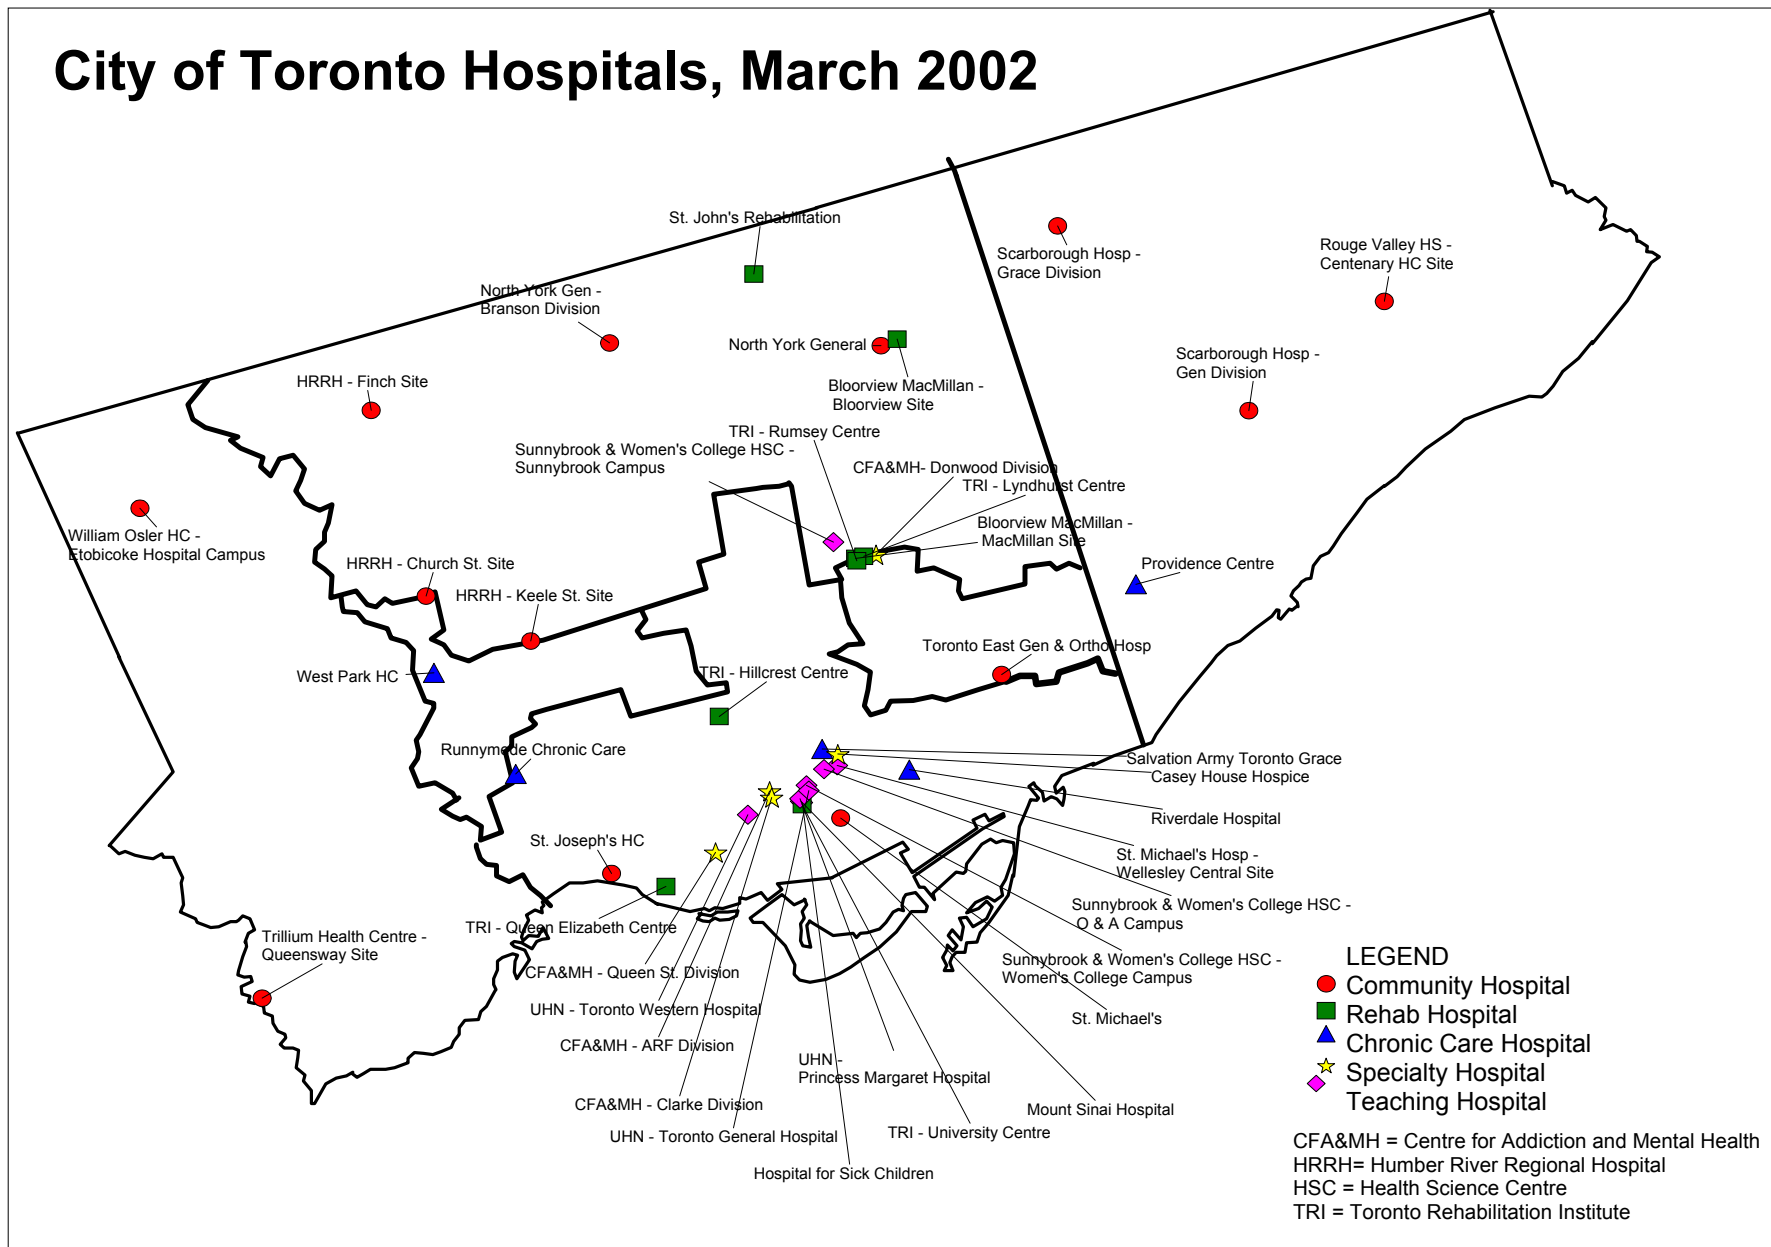 City of Toronto Hospitals, March 2002
St. John's Rehabilitation
Scarborough Hosp -
Grace Division
Rouge Valley HS -
Centenary HC Site
North York Gen -
Branson Division
North York General
Scarborough Hosp -
Gen Division
HRRH - Finch Site
Bloorview MacMillan -
Bloorview Site
TRI - Rumsey Centre
Sunnybrook & Women's College HSC -
Sunnybrook Campus
CFA&MH- Donwood Division
TRI - Lyndhurst Centre
Bloorview MacMillan -
MacMillan Site
William Osler HC -
Etobicoke Hospital Campus
HRRH - Church St. Site
Providence Centre
HRRH - Keele St. Site
Toronto East Gen & Ortho Hosp
West Park HC
TRI - Hillcrest Centre
Runnymede Chronic Care
Salvation Army Toronto Grace
Casey House Hospice
Riverdale Hospital
St. Joseph's HC
St. Michael's Hosp -
Wellesley Central Site
Sunnybrook & Women's College HSC -
O & A Campus
TRI - Queen Elizabeth Centre
Trillium Health Centre -
Queensway Site
Sunnybrook & Women's College HSC -
Women's College Campus
CFA&MH - Queen St. Division
UHN - Toronto Western Hospital
St. Michael's
CFA&MH - ARF Division
UHN -
Princess Margaret Hospital
CFA&MH - Clarke Division
Mount Sinai Hospital
UHN - Toronto General Hospital
TRI - University Centre
Hospital for Sick Children
LEGEND
Community Hospital
Rehab Hospital
Chronic Care Hospital
Specialty Hospital
Teaching Hospital
CFA&MH = Centre for Addiction and Mental Health
HRRH= Humber River Regional Hospital
HSC = Health Science Centre
TRI = Toronto Rehabilitation Institute